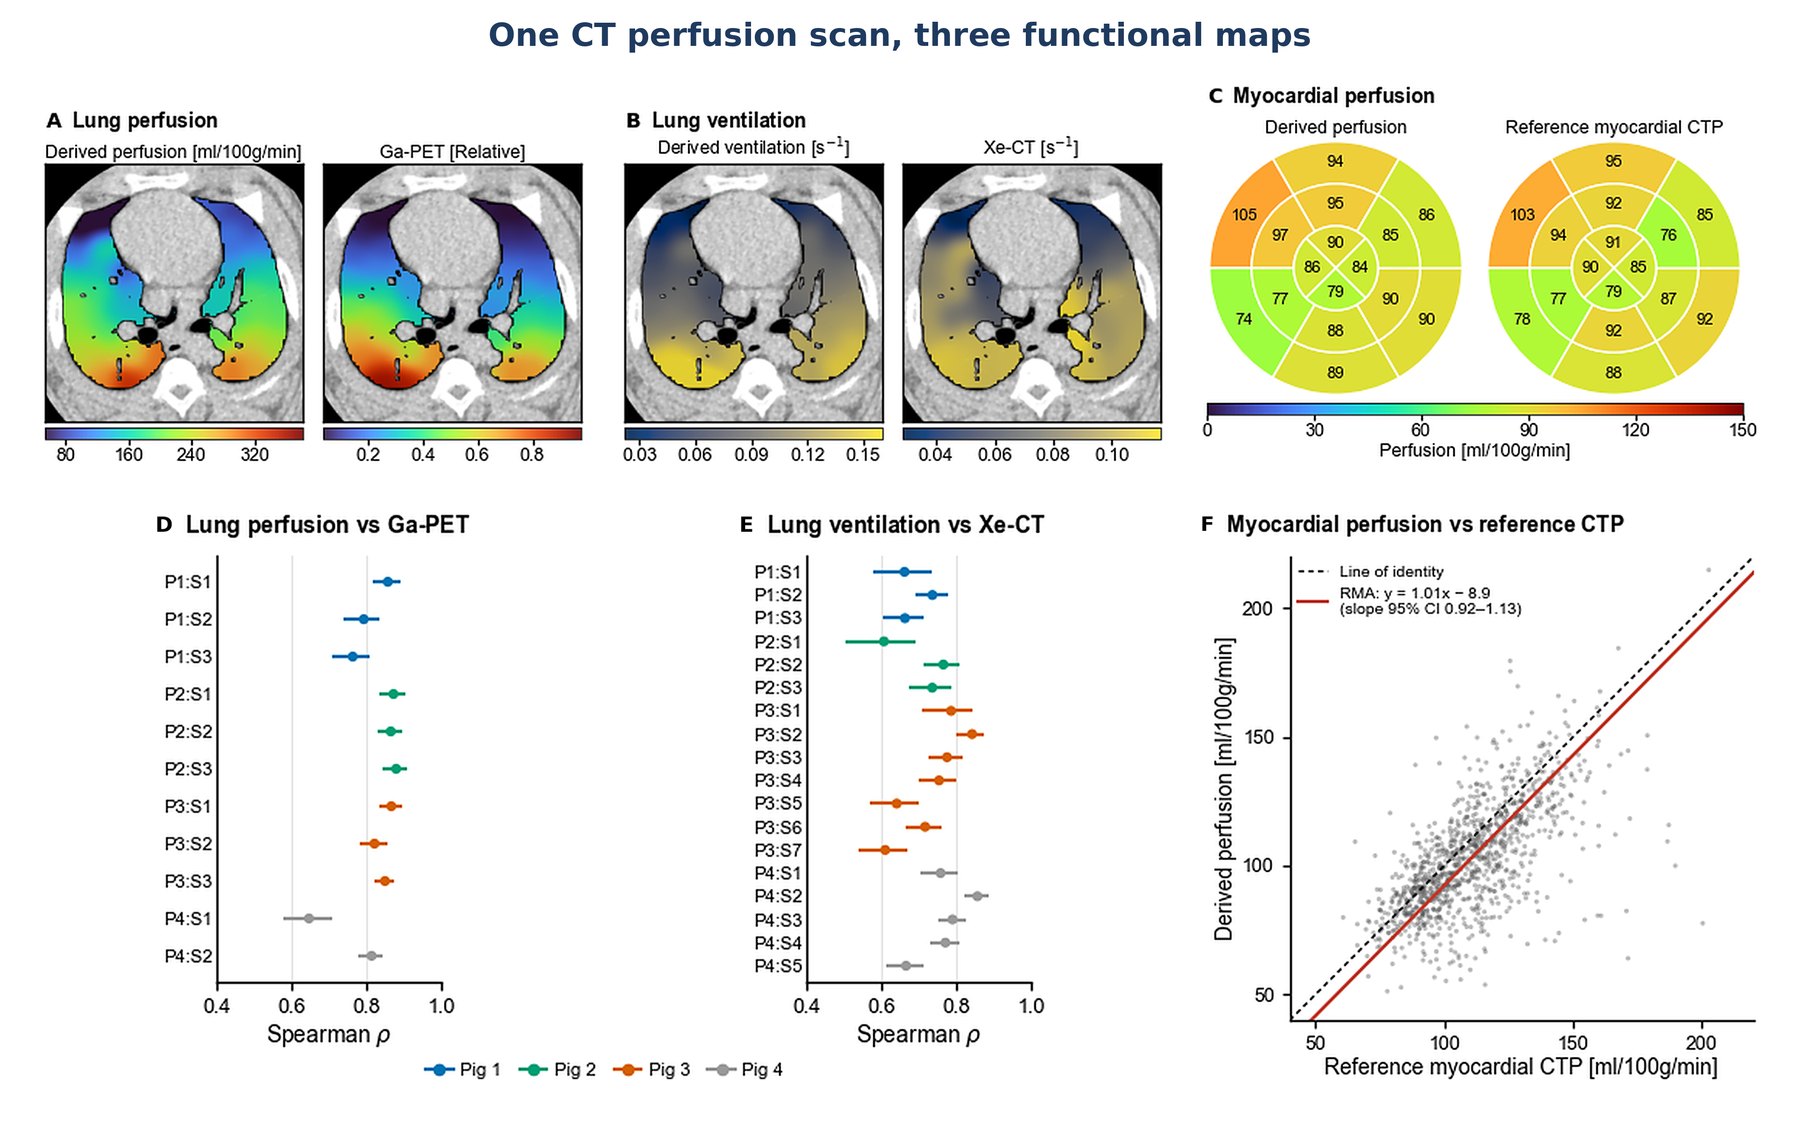 One CT perfusion scan, three functional maps
A Lung perfusion
Derived perfusion [ml/100g/min]
Ga-PET [Relative]
80 160 240 320
0.2 0.4 0.6 0.8
B Lung ventilation
Derived ventilation [s⁻¹]
Xe-CT [s⁻¹]
0.03 0.06 0.09 0.12 0.15
0.04 0.06 0.08 0.10
C Myocardial perfusion
Derived perfusion
94
95
105
86
97
85
90
86
84
79
77
90
74
90
88
89
Reference myocardial CTP
95
92
103
85
94
76
91
90
85
79
77
87
78
92
92
88
0 30 60 90 120 150
Perfusion [ml/100g/min]
D Lung perfusion vs Ga-PET
P1:S1
P1:S2
P1:S3
P2:S1
P2:S2
P2:S3
P3:S1
P3:S2
P3:S3
P4:S1
P4:S2
0.4 0.6 0.8 1.0
Spearman ρ
E Lung ventilation vs Xe-CT
P1:S1
P1:S2
P1:S3
P2:S1
P2:S2
P2:S3
P3:S1
P3:S2
P3:S3
P3:S4
P3:S5
P3:S6
P3:S7
P4:S1
P4:S2
P4:S3
P4:S4
P4:S5
0.4 0.6 0.8 1.0
Spearman ρ
Pig 1 Pig 2 Pig 3 Pig 4
F Myocardial perfusion vs reference CTP
Line of identity
RMA: y = 1.01x − 8.9
(slope 95% CI 0.92–1.13)
Derived perfusion [ml/100g/min]
200
150
100
50
50 100 150 200
Reference myocardial CTP [ml/100g/min]